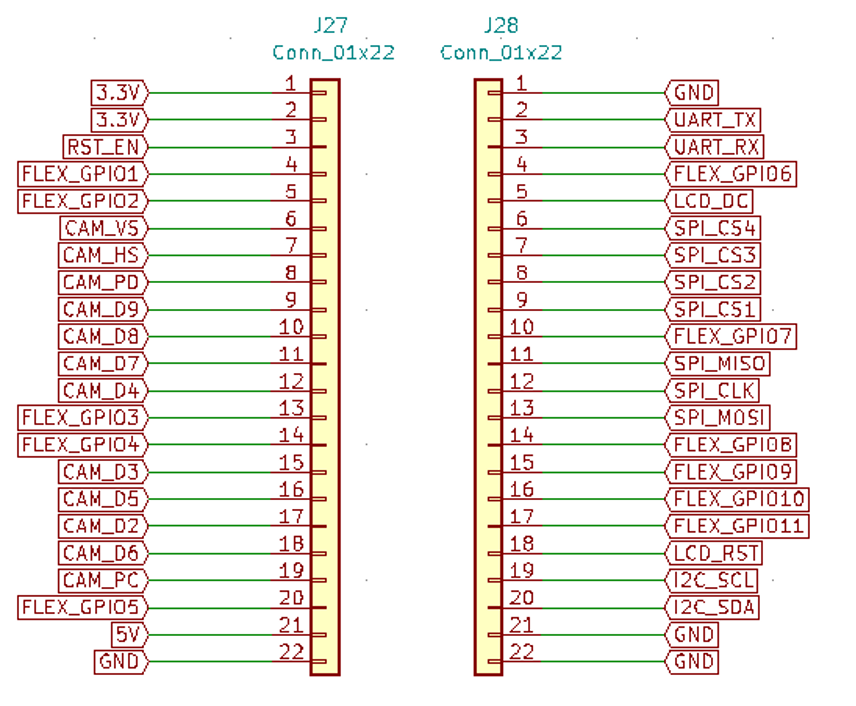 J27 J28
Conn_01x22 Conn_01x22
3.3V 1 1 GND
3.3V 2 2 UART_TX
RST_EN 3 3 UART_RX
FLEX_GPIO1 4 4 FLEX_GPIO6
FLEX_GPIO2 5 5 LCD_DC
CAM_VS 6 6 SPI_CS4
CAM_HS 7 7 SPI_CS3
CAM_PD 8 8 SPI_CS2
CAM_D9 9 9 SPI_CS1
CAM_D8 10 10 FLEX_GPIO7
CAM_D7 11 11 SPI_MISO
CAM_D4 12 12 SPI_CLK
FLEX_GPIO3 13 13 SPI_MOSI
FLEX_GPIO4 14 14 FLEX_GPIO8
CAM_D3 15 15 FLEX_GPIO9
CAM_D5 16 16 FLEX_GPIO10
CAM_D2 17 17 FLEX_GPIO11
CAM_D6 18 18 LCD_RST
CAM_PC 19 19 I2C_SCL
FLEX_GPIO5 20 20 I2C_SDA
5V 21 21 GND
GND 22 22 GND